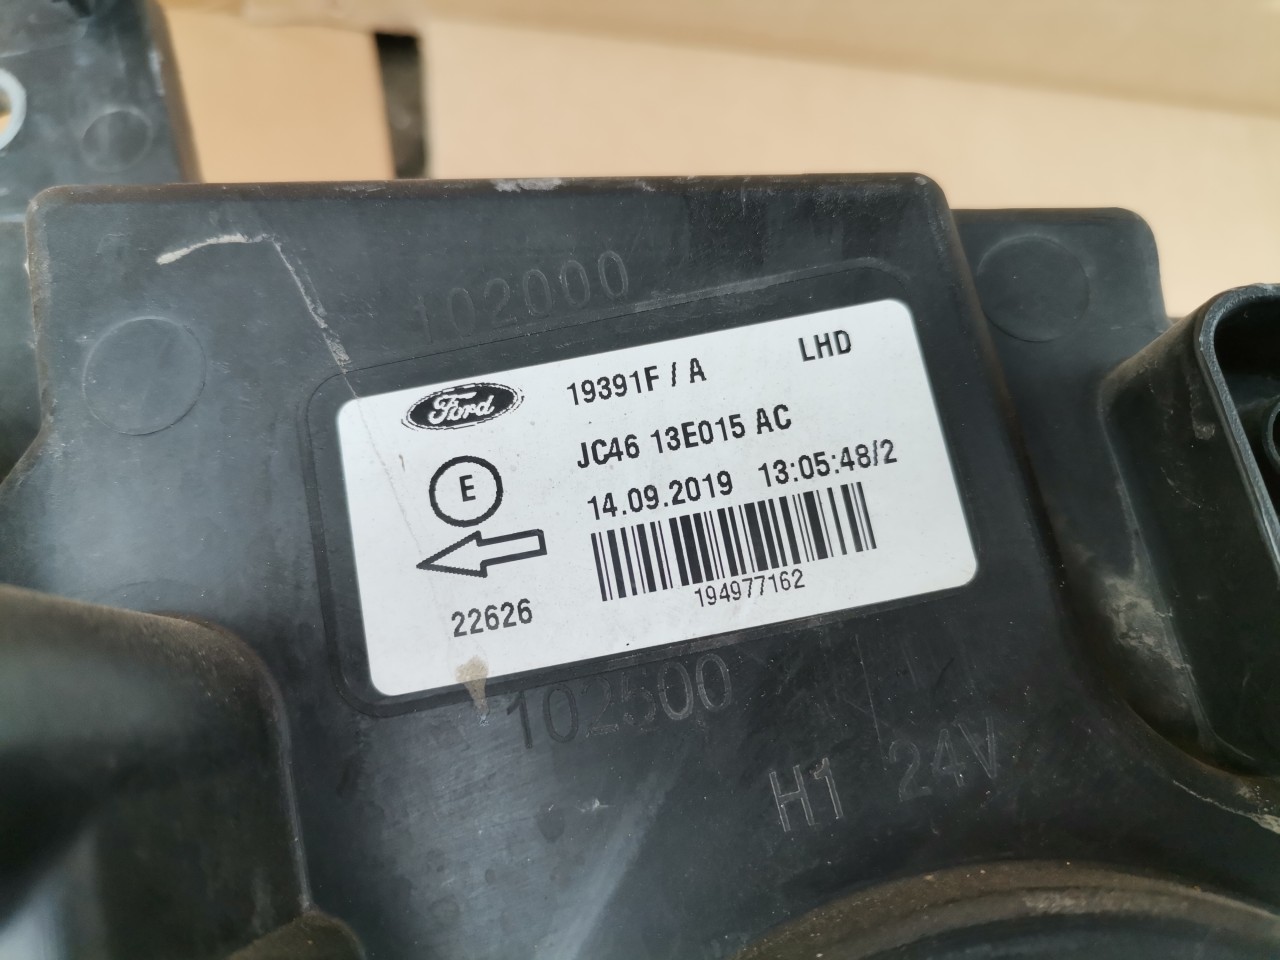 102000
Ford
19391F / A
LHD
JC46 13E015 AC
E
14.09.2019 13:05:48/2
194977162
22626
102500
H1 24V